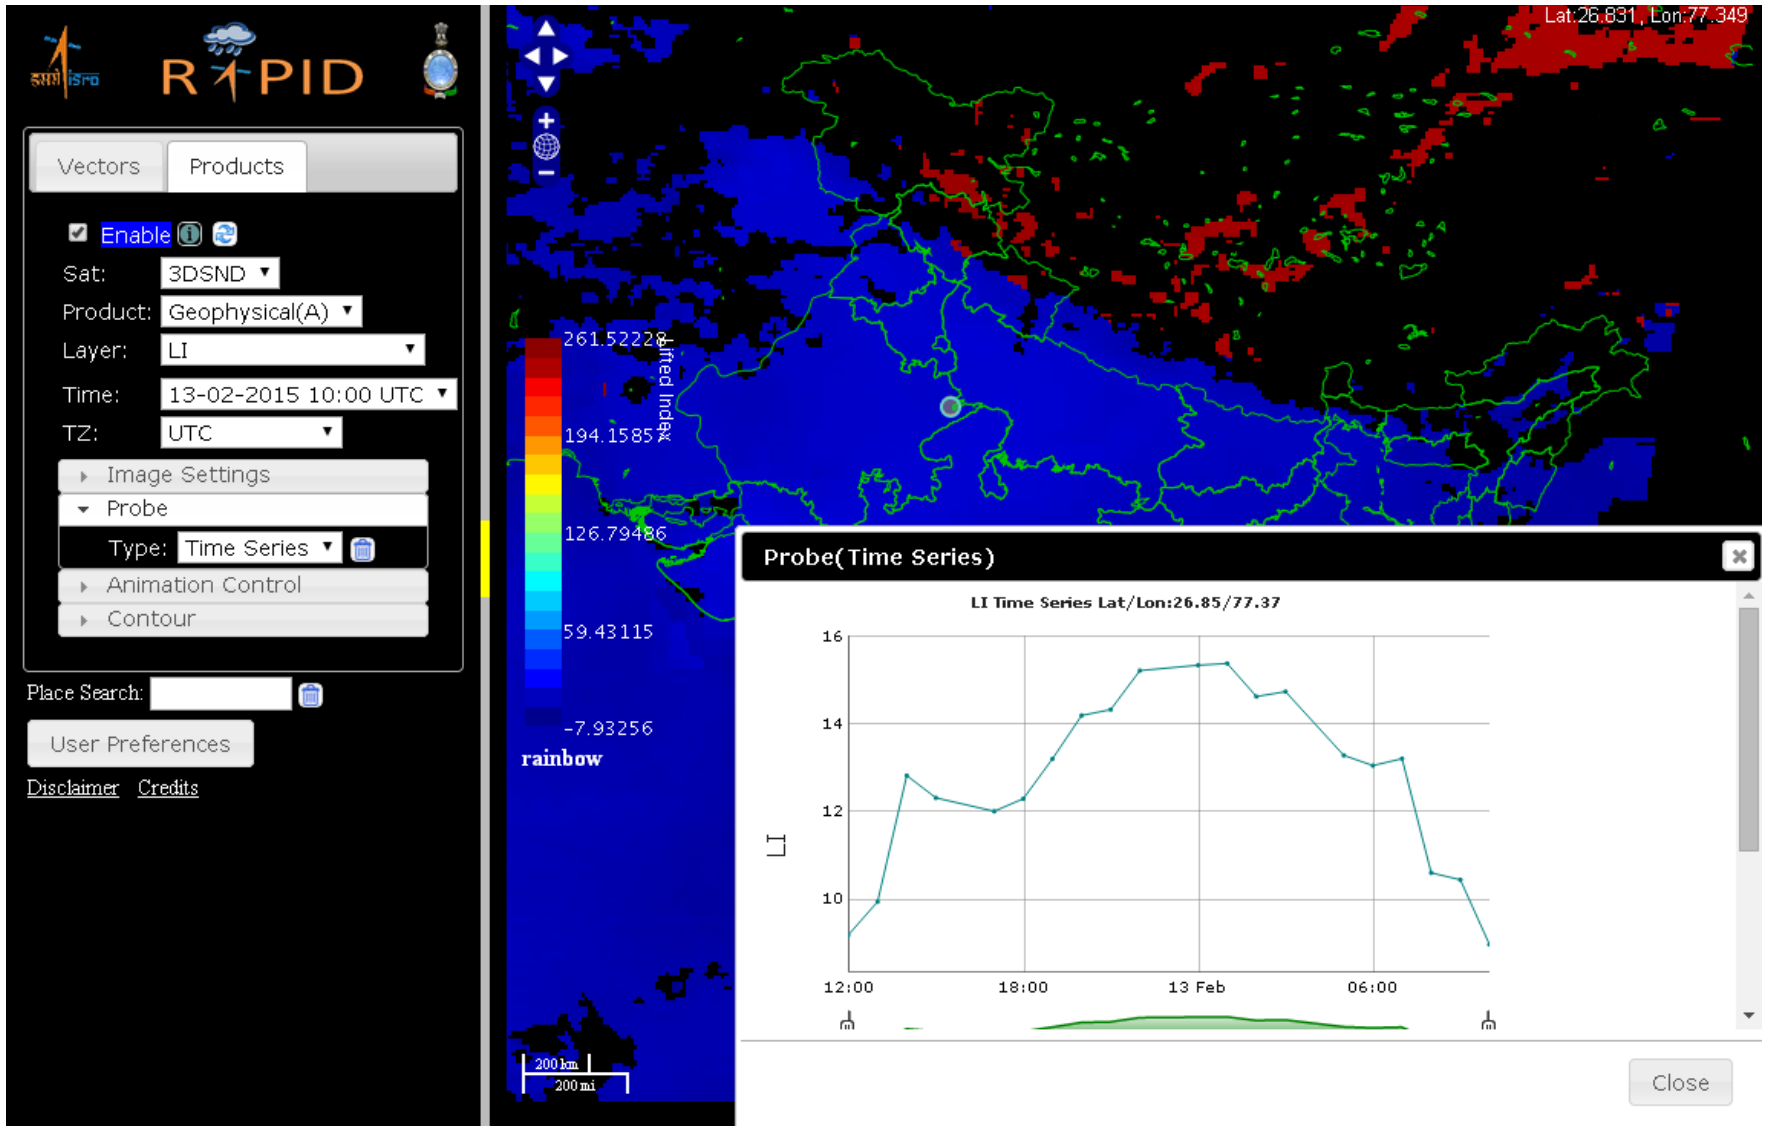 इसरो isro
RAPID
Vectors
Products
Enable
Sat: 3DSND
Product: Geophysical(A)
Layer: LI
Time: 13-02-2015 10:00 UTC
TZ: UTC
Image Settings
Probe
Type: Time Series
Animation Control
Contour
Place Search:
User Preferences
Disclaimer Credits
Lat:26.831, Lon:77.349
261.52228
Lifted Index
194.1585
126.79486
59.43115
-7.93256
rainbow
200 km
200 mi
Probe(Time Series)
LI Time Series Lat/Lon:26.85/77.37
16
14
12
10
LI
12:00 18:00 13 Feb 06:00
Close